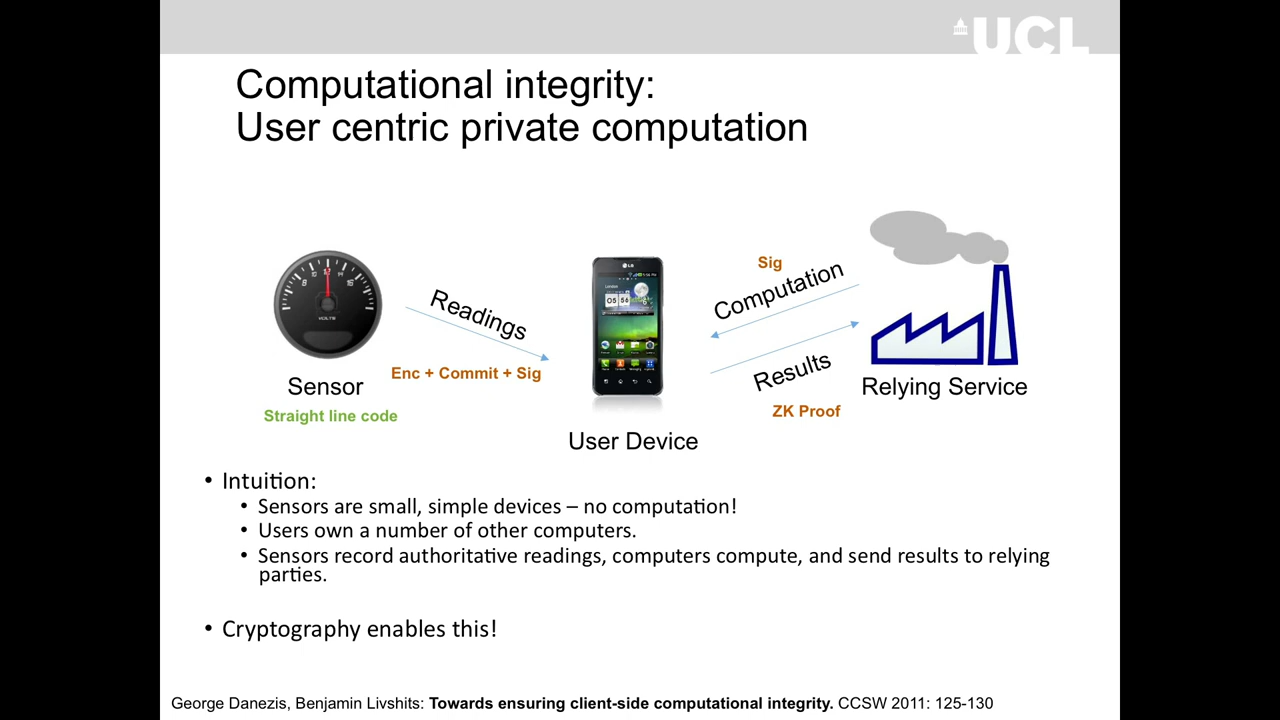 UCL
Computational integrity:
User centric private computation
Sig
Computation
Readings
Enc + Commit + Sig
Results
ZK Proof
VOLTS
LG
Sensor
Straight line code
User Device
Relying Service
• Intuition:
• Sensors are small, simple devices – no computation!
• Users own a number of other computers.
• Sensors record authoritative readings, computers compute, and send results to relying
parties.
• Cryptography enables this!
George Danezis, Benjamin Livshits: Towards ensuring client-side computational integrity. CCSW 2011: 125-130